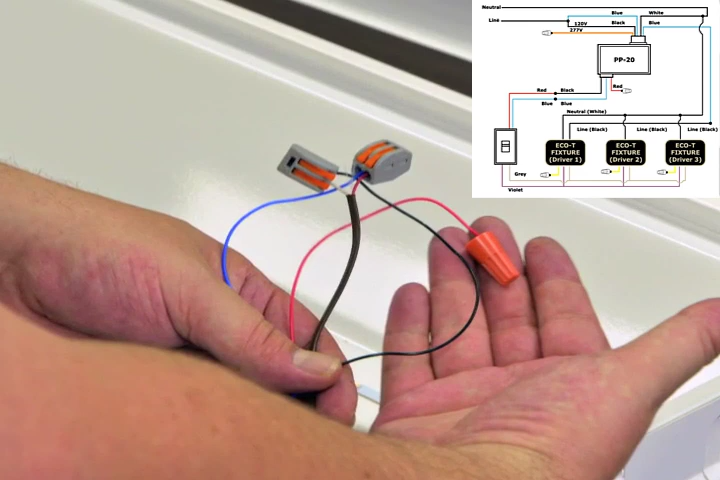 Neutral
White
Blue
Blue
Line
Black
120V
277V
PP-20
Red
Black
Red
Blue
Blue
Neutral (White)
Line (Black)
Line (Black)
Line (Black)
ECO-T
FIXTURE
(Driver 1)
ECO-T
FIXTURE
(Driver 2)
ECO-T
FIXTURE
(Driver 3)
Grey
Violet